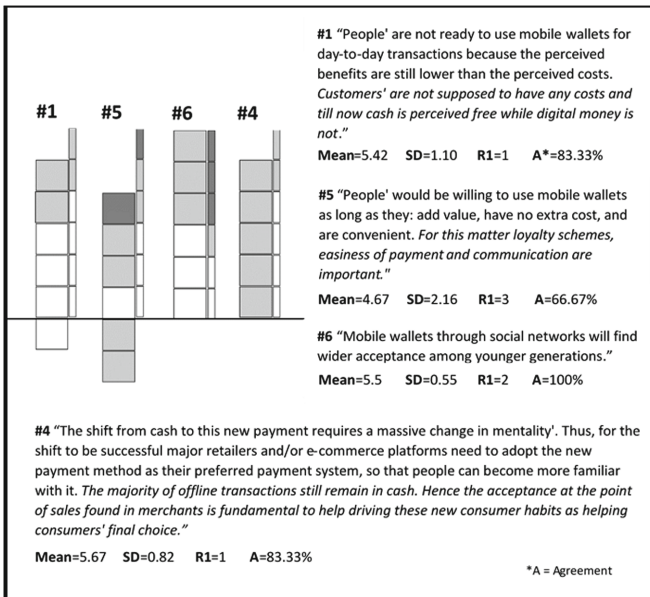 #1 #5 #6 #4
#1 “People' are not ready to use mobile wallets for
day-to-day transactions because the perceived
benefits are still lower than the perceived costs.
Customers' are not supposed to have any costs and
till now cash is perceived free while digital money is
not.”
Mean=5.42 SD=1.10 R1=1 A*=83.33%
#5 “People' would be willing to use mobile wallets
as long as they: add value, have no extra cost, and
are convenient. For this matter loyalty schemes,
easiness of payment and communication are
important."
Mean=4.67 SD=2.16 R1=3 A=66.67%
#6 “Mobile wallets through social networks will find
wider acceptance among younger generations.”
Mean=5.5 SD=0.55 R1=2 A=100%
#4 “The shift from cash to this new payment requires a massive change in mentality'. Thus, for the
shift to be successful major retailers and/or e-commerce platforms need to adopt the new
payment method as their preferred payment system, so that people can become more familiar
with it. The majority of offline transactions still remain in cash. Hence the acceptance at the point
of sales found in merchants is fundamental to help driving these new consumer habits as helping
consumers' final choice.”
Mean=5.67 SD=0.82 R1=1 A=83.33%
*A = Agreement